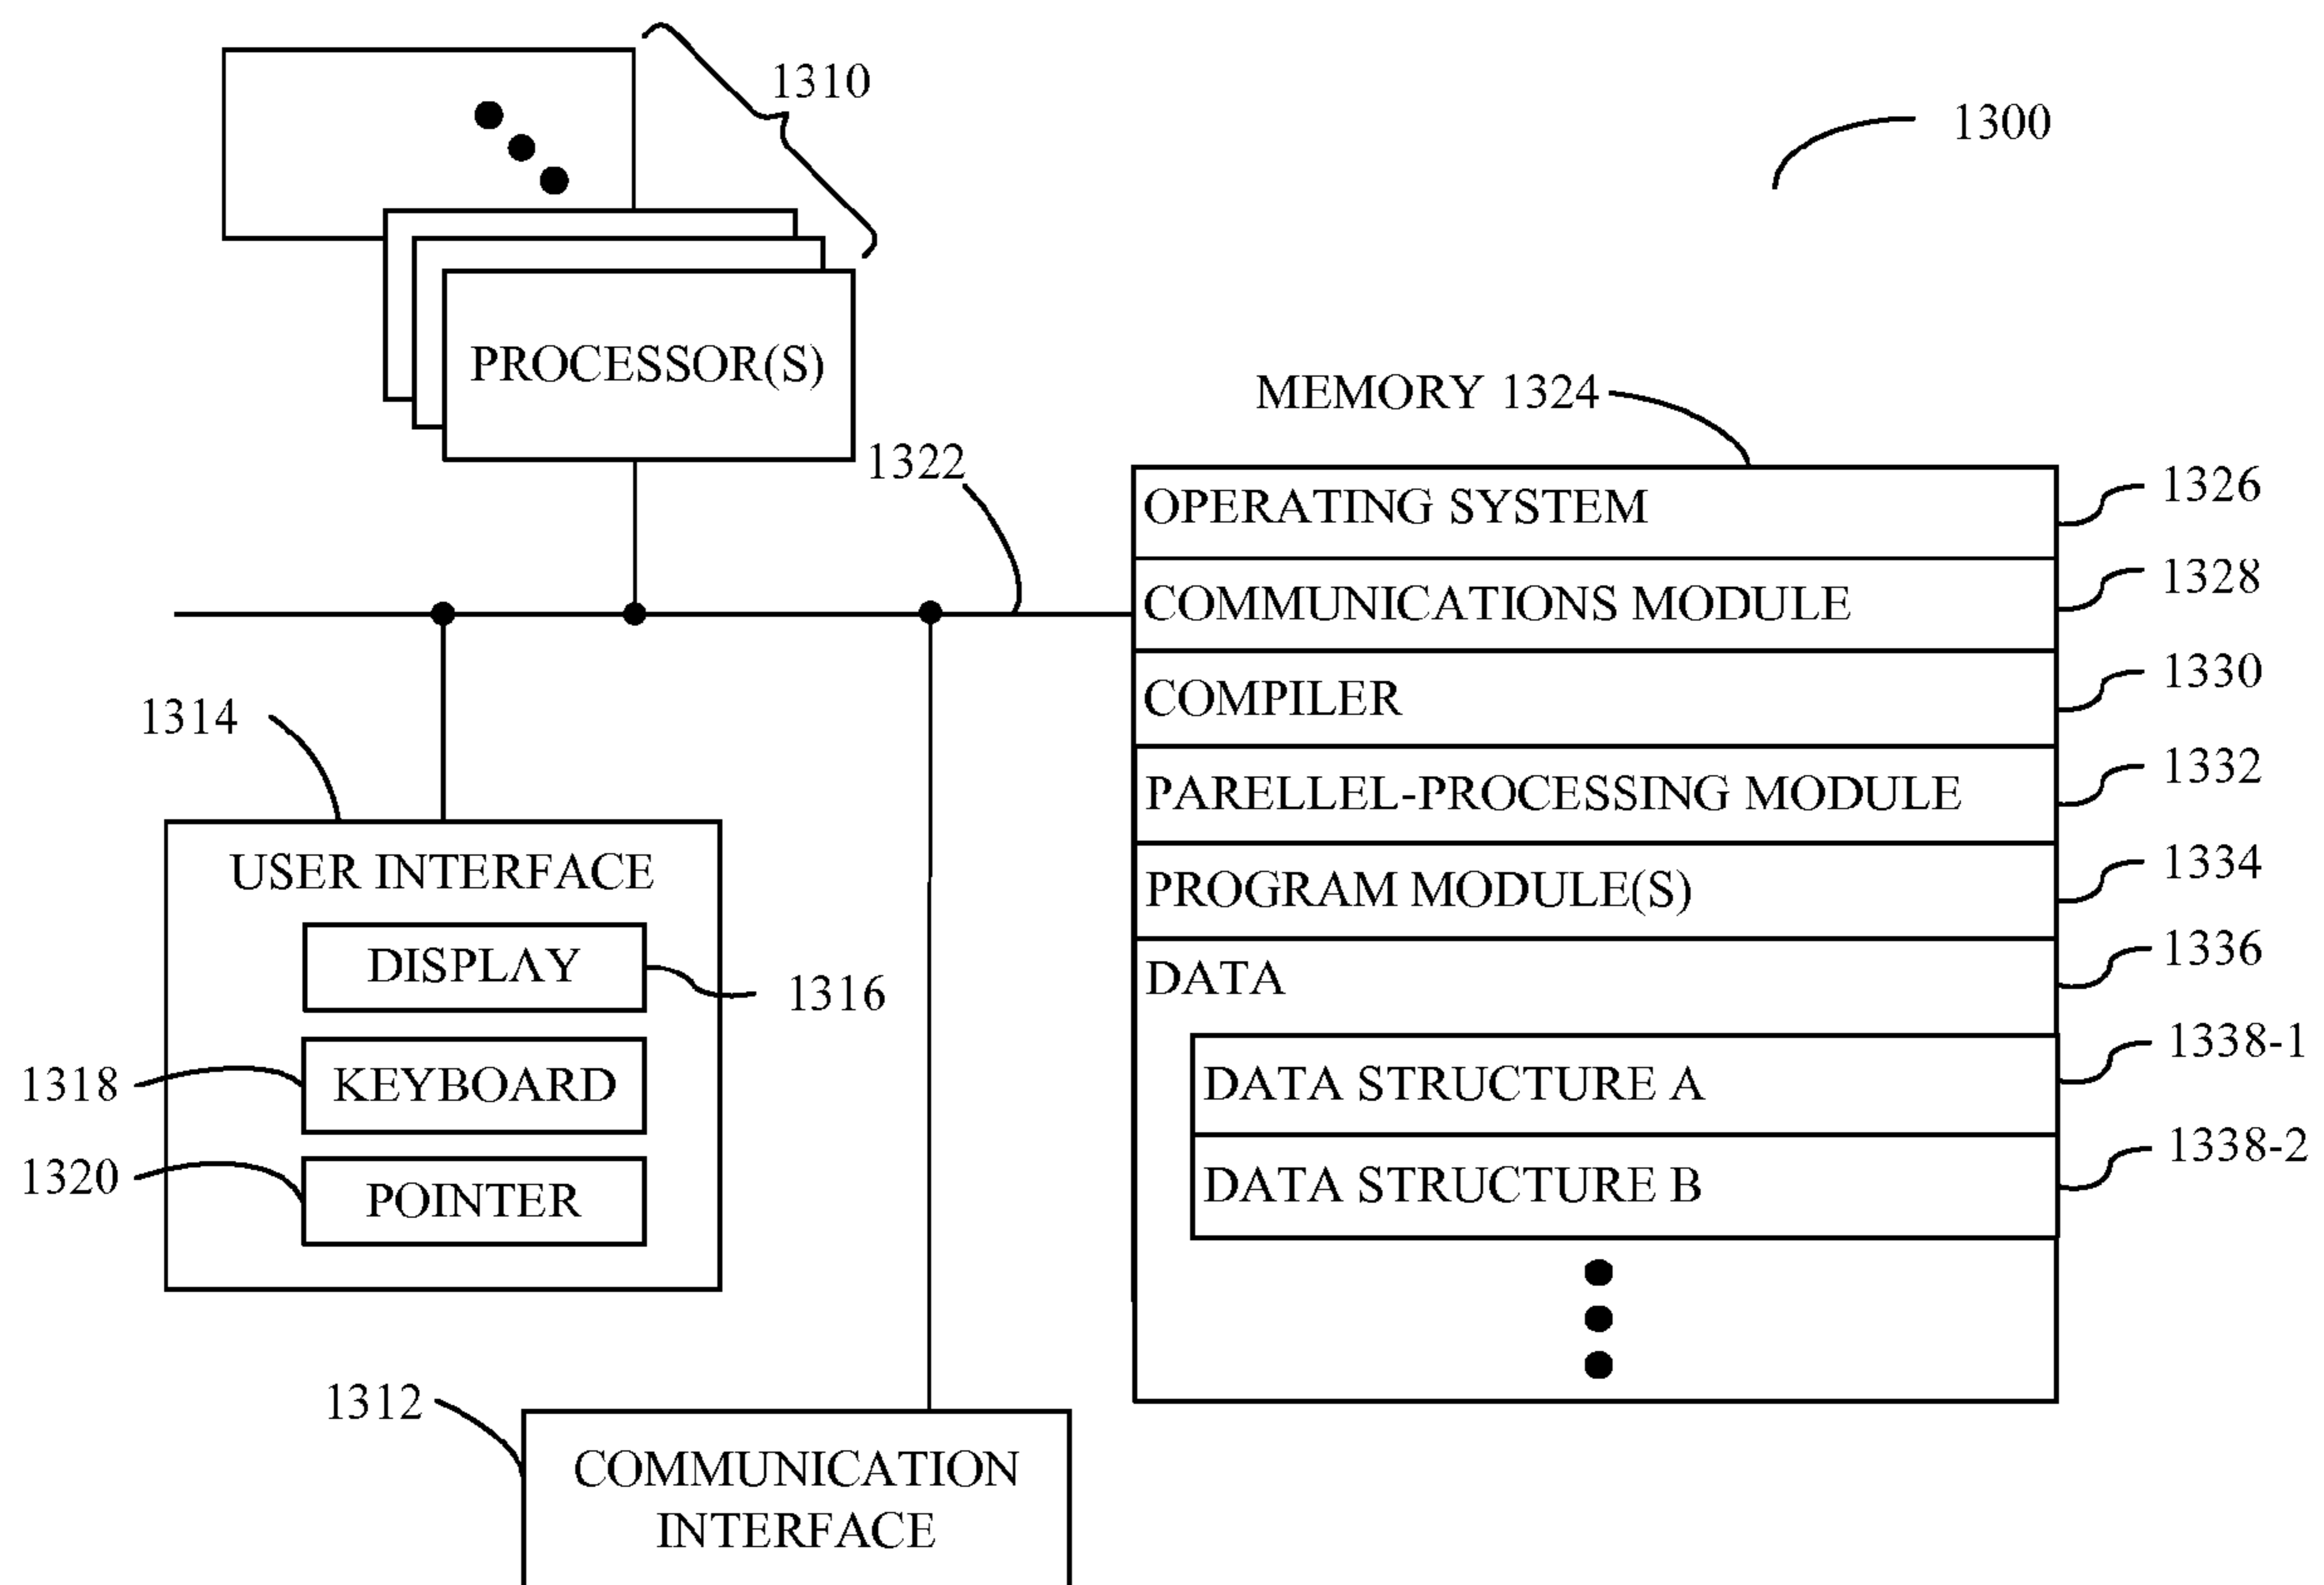 1310
1300
PROCESSOR(S)
MEMORY 1324
1322
OPERATING SYSTEM
1326
COMMUNICATIONS MODULE
1328
COMPILER
1330
PARELLEL-PROCESSING MODULE
1332
PROGRAM MODULE(S)
1334
DATA
1336
DATA STRUCTURE A
1338-1
DATA STRUCTURE B
1338-2
1314
USER INTERFACE
DISPLAY
1316
1318
KEYBOARD
1320
POINTER
1312
COMMUNICATION
INTERFACE